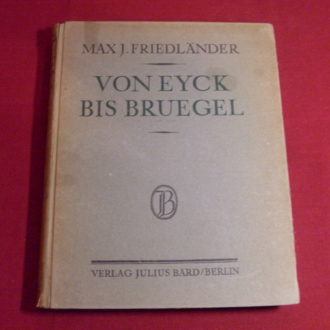 MAX J. FRIEDLÄNDER
VON EYCK
BIS BRUEGEL
JB
VERLAG JULIUS BARD/BERLIN